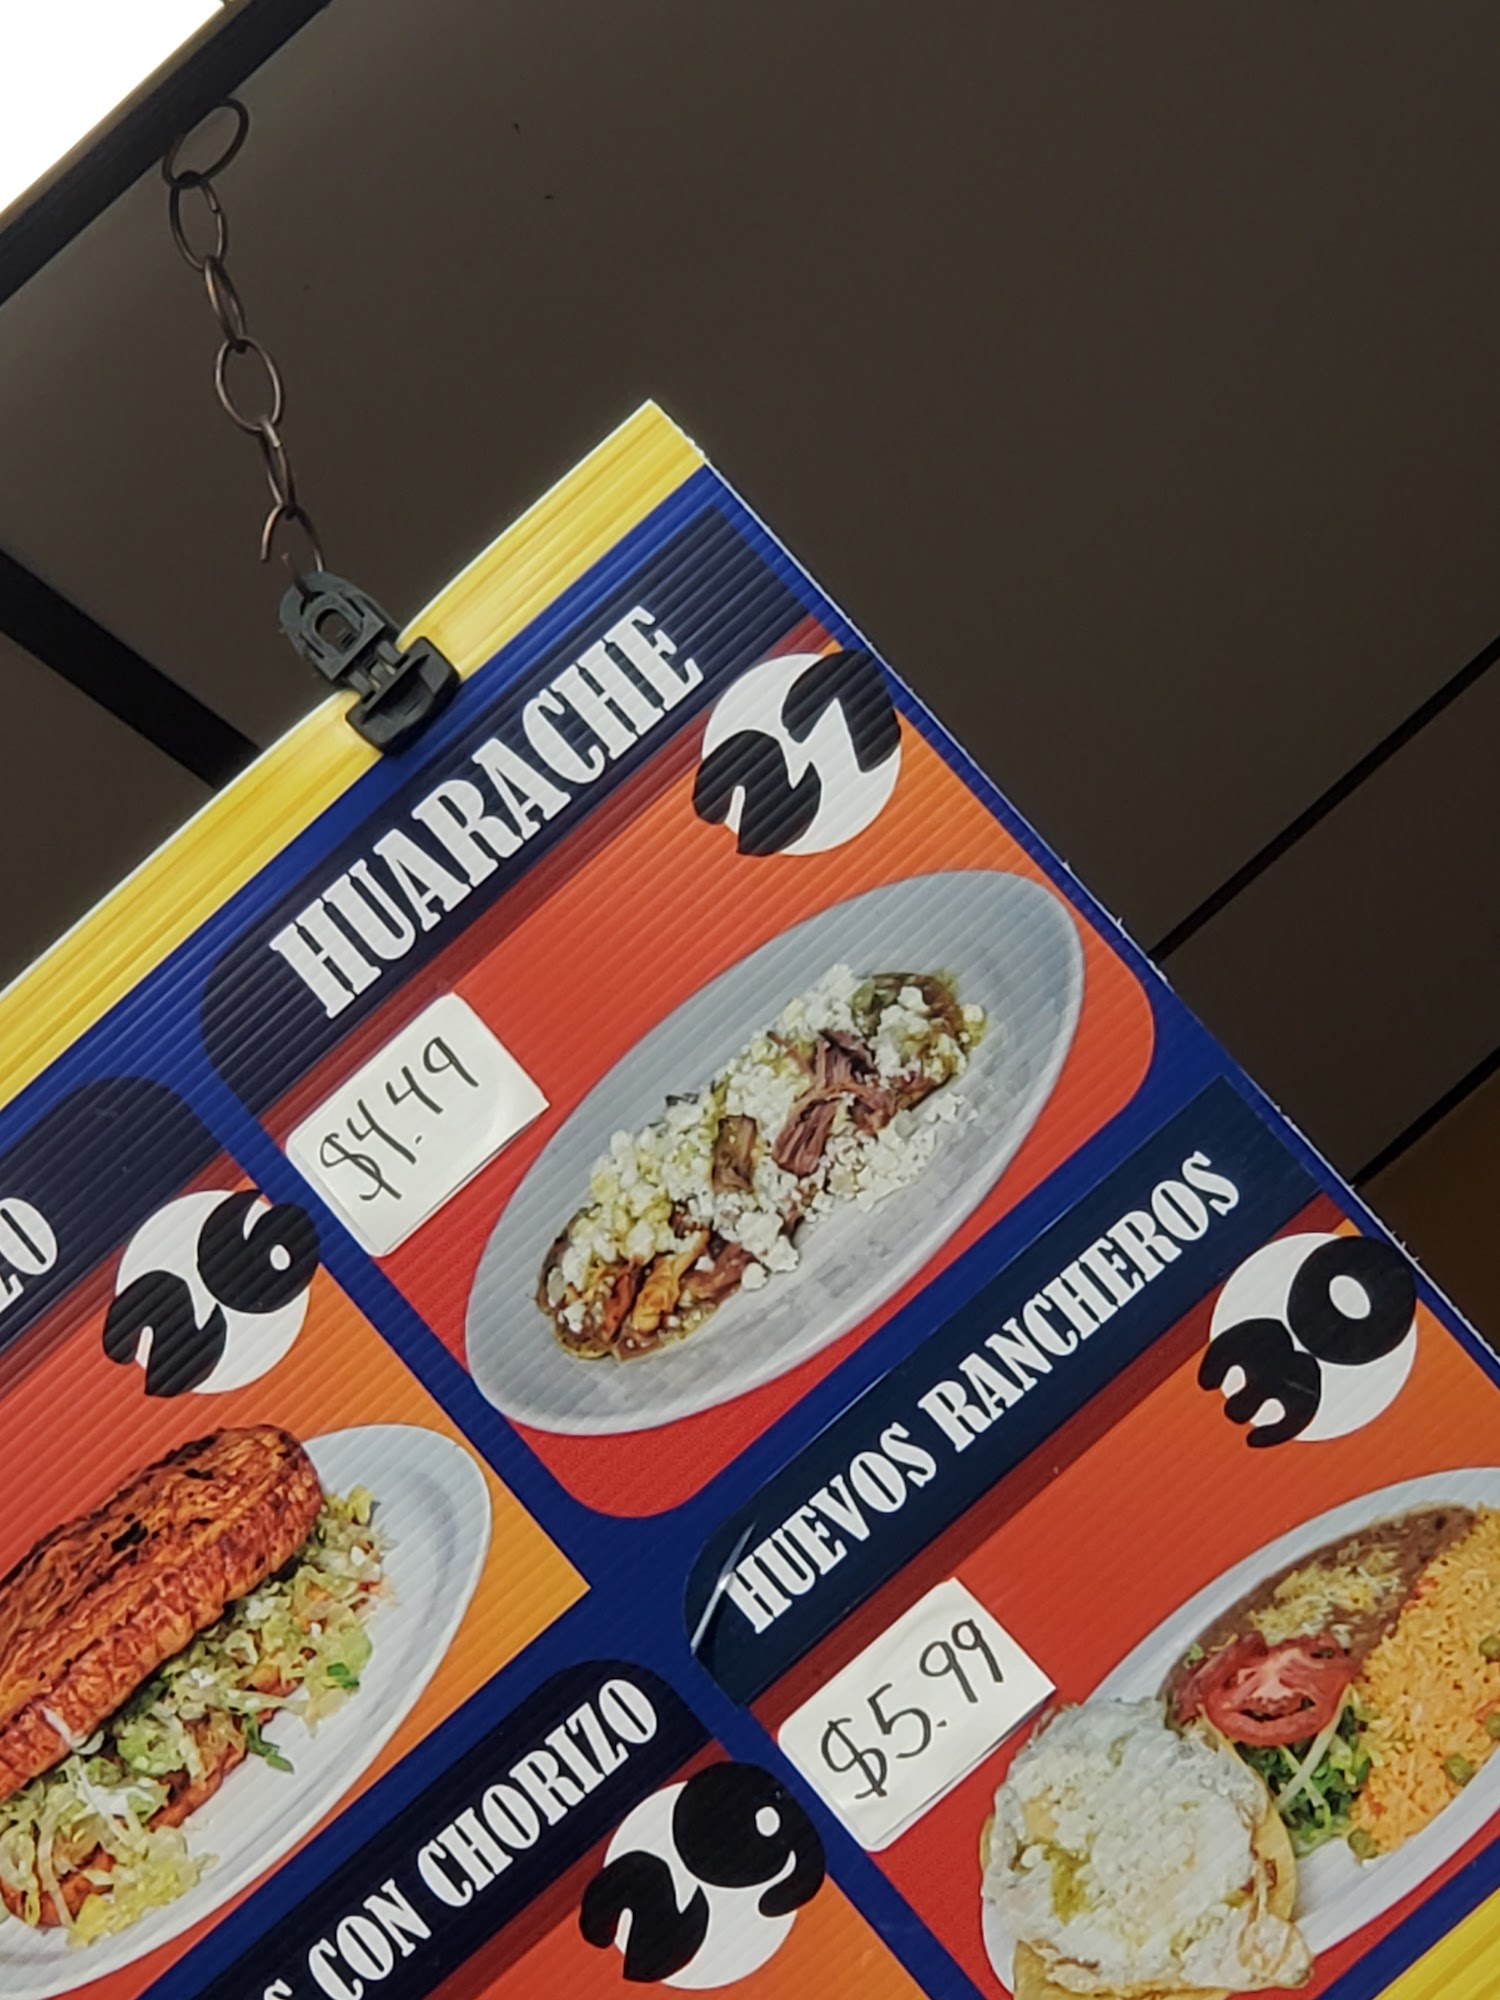 HUARACHE
27
$4.49
26
HUEVOS RANCHEROS
30
$5.99
CON CHORIZO
29